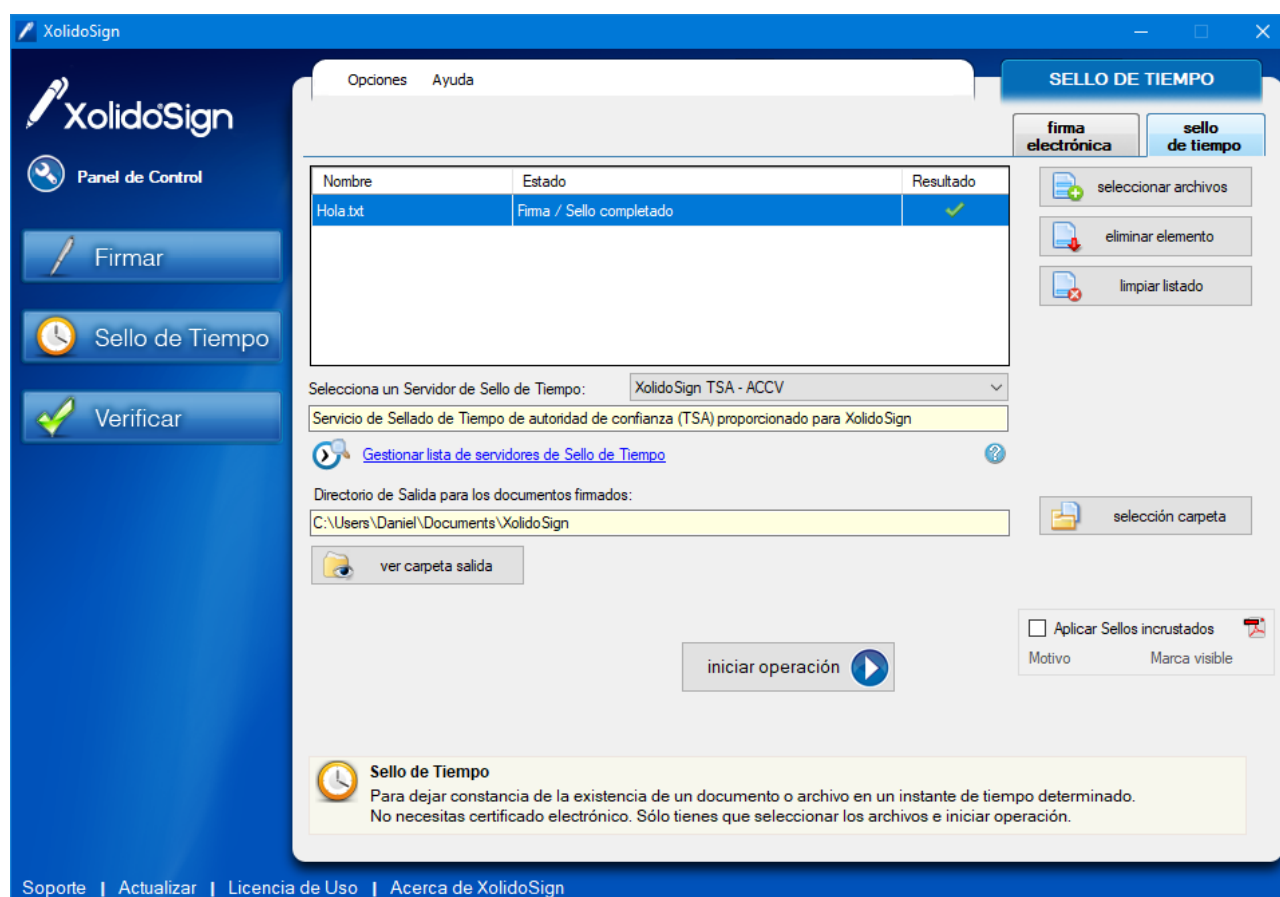 XolidoSign
XolidoSign
Panel de Control
Firmar
Sello de Tiempo
Verificar
Opciones Ayuda
SELLO DE TIEMPO
firma
electrónica
sello
de tiempo
Nombre Estado Resultado
Hola.txt Firma / Sello completado
seleccionar archivos
eliminar elemento
limpiar listado
Selecciona un Servidor de Sello de Tiempo: XolidoSign TSA - ACCV
Servicio de Sellado de Tiempo de autoridad de confianza (TSA) proporcionado para XolidoSign
Gestionar lista de servidores de Sello de Tiempo
Directorio de Salida para los documentos firmados:
C:\Users\Daniel\Documents\XolidoSign
selección carpeta
ver carpeta salida
Aplicar Sellos incrustados
Motivo Marca visible
iniciar operación
Sello de Tiempo
Para dejar constancia de la existencia de un documento o archivo en un instante de tiempo determinado.
No necesitas certificado electrónico. Sólo tienes que seleccionar los archivos e iniciar operación.
Soporte | Actualizar | Licencia de Uso | Acerca de XolidoSign